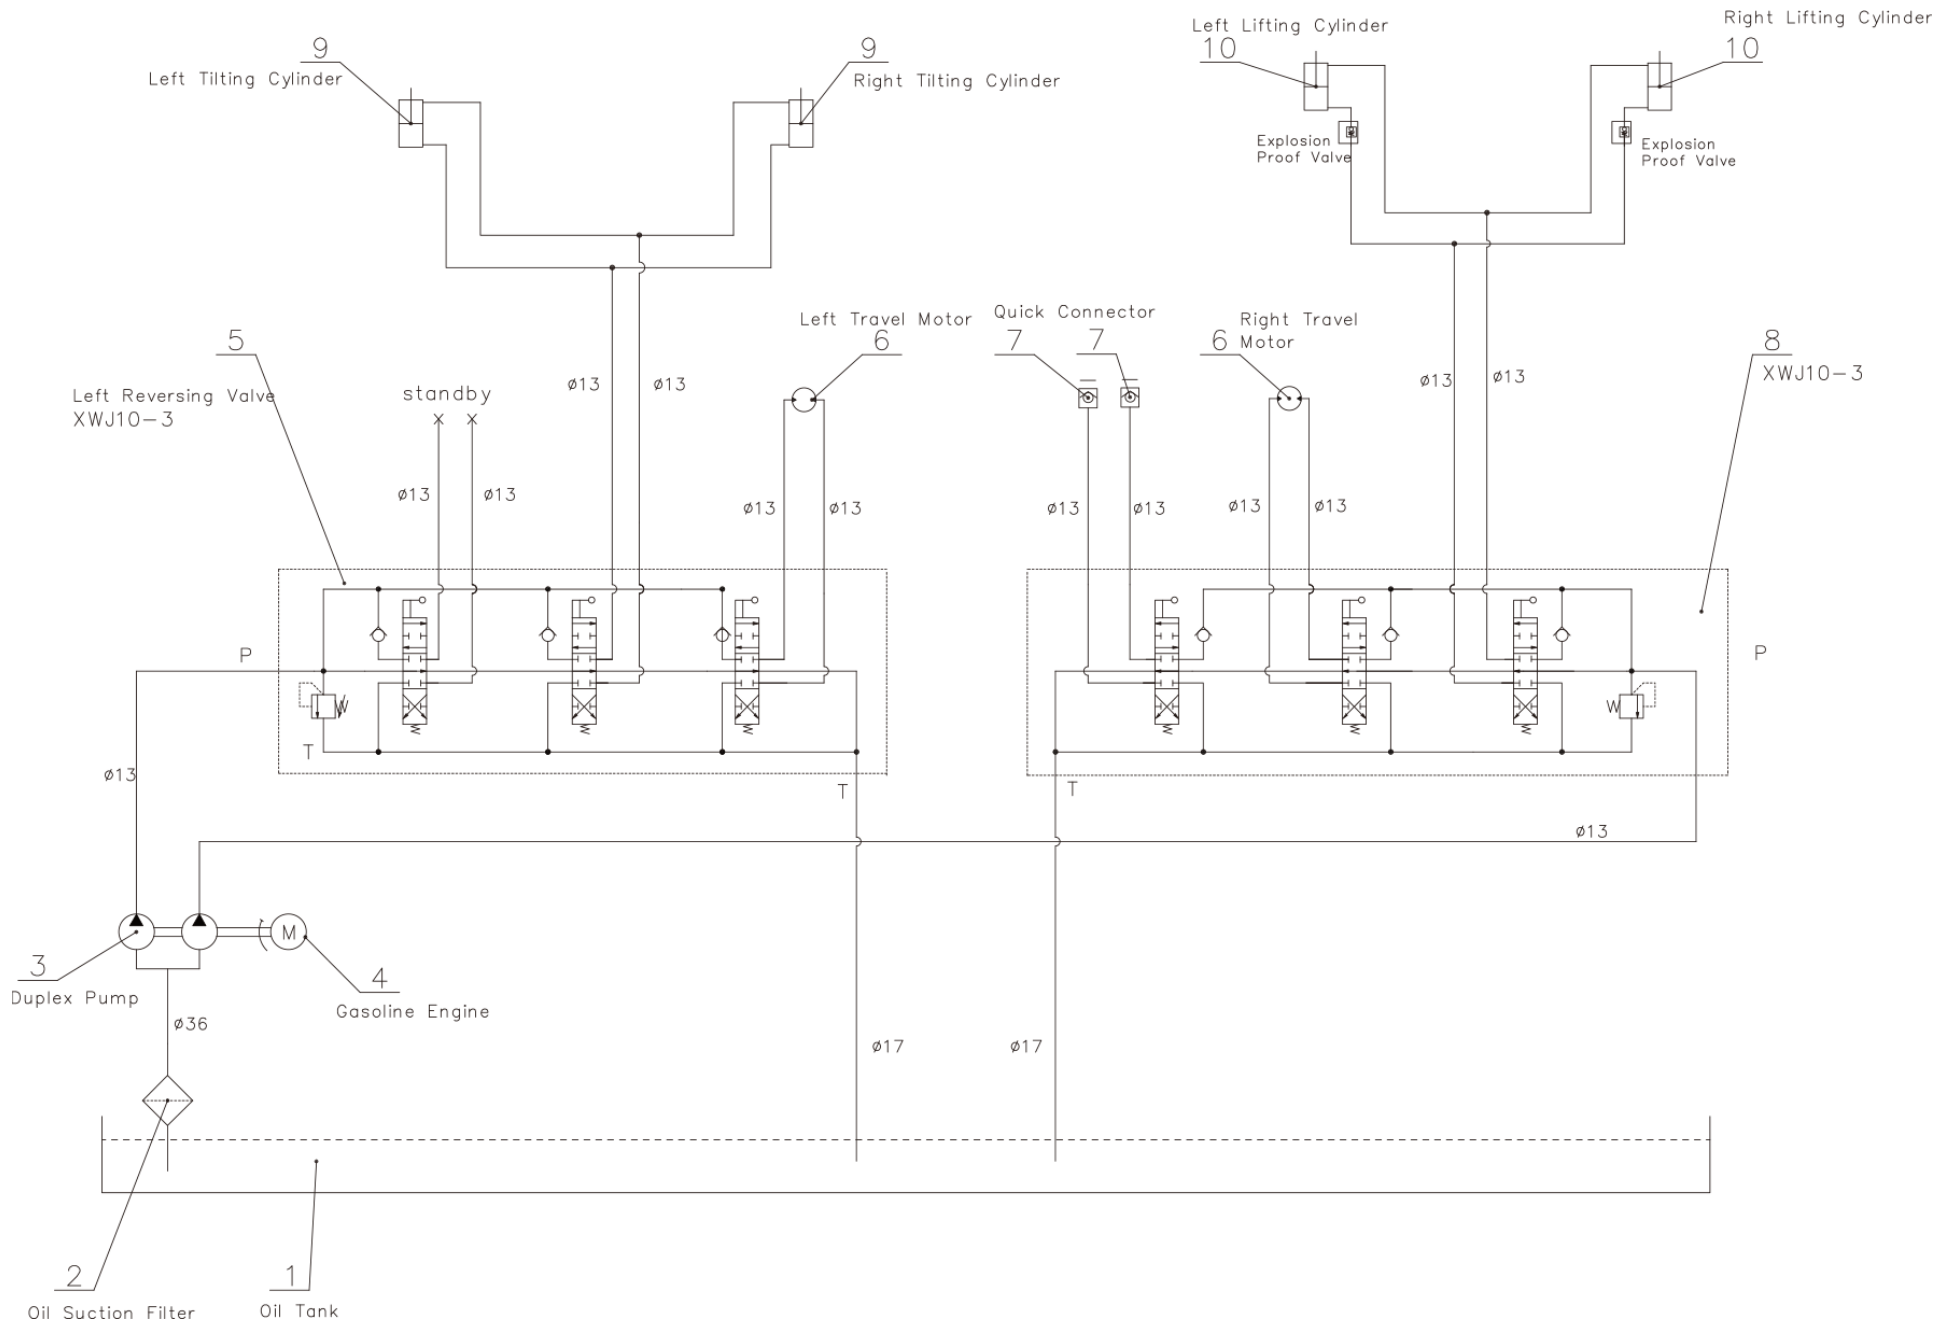 Left Lifting Cylinder
10
Right Lifting Cylinder
10
9
Left Tilting Cylinder
9
Right Tilting Cylinder
Explosion
Proof Valve
Explosion
Proof Valve
Left Travel Motor
6
Quick Connector
7
7
Right Travel
Motor
6
5
Left Reversing Valve
XWJ10-3
8
XWJ10-3
standby
ø13
ø13
ø13
ø13
ø13
ø13
ø13
ø13
ø13
ø13
ø13
ø13
P
P
W
W
T
T
T
ø13
ø13
M
3
Duplex Pump
4
Gasoline Engine
ø36
ø17
ø17
2
Oil Suction Filter
1
Oil Tank